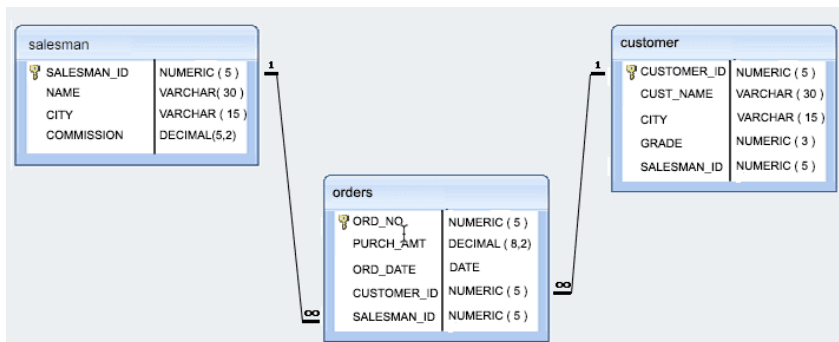 salesman
SALESMAN_ID NUMERIC ( 5 )
NAME VARCHAR( 30 )
CITY VARCHAR ( 15 )
COMMISSION DECIMAL(5,2)
1
1
customer
CUSTOMER_ID NUMERIC ( 5 )
CUST_NAME VARCHAR ( 30 )
CITY VARCHAR ( 15 )
GRADE NUMERIC ( 3 )
SALESMAN_ID NUMERIC ( 5 )
orders
ORD_NO NUMERIC ( 5 )
PURCH_AMT DECIMAL ( 8,2)
ORD_DATE DATE
CUSTOMER_ID NUMERIC ( 5 )
SALESMAN_ID NUMERIC ( 5 )
∞
∞